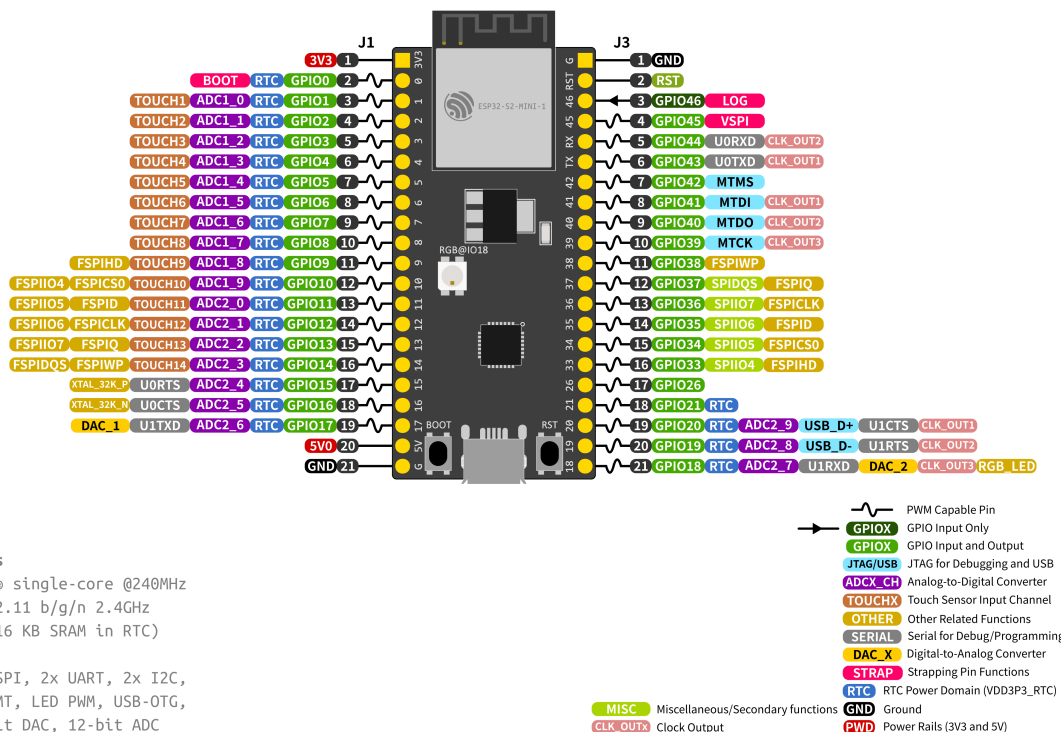 J1 J3
3V3 1 3V3 G 1 GND
BOOT RTC GPIO0 2 0 RST 2 RST
TOUCH1 ADC1_0 RTC GPIO1 3 1 46 3 GPIO46 LOG
TOUCH2 ADC1_1 RTC GPIO2 4 2 ESP32-S2-MINI-1 45 4 GPIO45 VSPI
TOUCH3 ADC1_2 RTC GPIO3 5 3 RX 5 GPIO44 U0RXD CLK_OUT2
TOUCH4 ADC1_3 RTC GPIO4 6 4 TX 6 GPIO43 U0TXD CLK_OUT1
TOUCH5 ADC1_4 RTC GPIO5 7 5 42 7 GPIO42 MTMS
TOUCH6 ADC1_5 RTC GPIO6 8 6 41 8 GPIO41 MTDI CLK_OUT1
TOUCH7 ADC1_6 RTC GPIO7 9 7 40 9 GPIO40 MTDO CLK_OUT2
TOUCH8 ADC1_7 RTC GPIO8 10 8 RGB@IO18 39 10 GPIO39 MTCK CLK_OUT3
FSPIHD TOUCH9 ADC1_8 RTC GPIO9 11 9 38 11 GPIO38 FSPIWP
FSPIIO4 FSPICS0 TOUCH10 ADC1_9 RTC GPIO10 12 10 37 12 GPIO37 SPIDQS FSPIQ
FSPIIO5 FSPID TOUCH11 ADC2_0 RTC GPIO11 13 11 36 13 GPIO36 SPIIO7 FSPICLK
FSPIIO6 FSPICLK TOUCH12 ADC2_1 RTC GPIO12 14 12 35 14 GPIO35 SPIIO6 FSPID
FSPIIO7 FSPIQ TOUCH13 ADC2_2 RTC GPIO13 15 13 34 15 GPIO34 SPIIO5 FSPICS0
FSPIDQS FSPIWP TOUCH14 ADC2_3 RTC GPIO14 16 14 33 16 GPIO33 SPIIO4 FSPIHD
XTAL_32K_P U0RTS ADC2_4 RTC GPIO15 17 15 26 17 GPIO26
XTAL_32K_N U0CTS ADC2_5 RTC GPIO16 18 16 21 18 GPIO21 RTC
DAC_1 U1TXD ADC2_6 RTC GPIO17 19 17 BOOT RST 20 19 GPIO20 RTC ADC2_9 USB_D+ U1CTS CLK_OUT1
5V0 20 5V 19 20 GPIO19 RTC ADC2_8 USB_D- U1RTS CLK_OUT2
GND 21 G 18 21 GPIO18 RTC ADC2_7 U1RXD DAC_2 CLK_OUT3 RGB_LED
PWM Capable Pin
GPIOX GPIO Input Only
GPIOX GPIO Input and Output
JTAG/USB JTAG for Debugging and USB
ADCX_CH Analog-to-Digital Converter
TOUCHX Touch Sensor Input Channel
OTHER Other Related Functions
SERIAL Serial for Debug/Programming
DAC_X Digital-to-Analog Converter
STRAP Strapping Pin Functions
RTC RTC Power Domain (VDD3P3_RTC)
MISC Miscellaneous/Secondary functions GND Ground
CLK_OUTx Clock Output PWD Power Rails (3V3 and 5V)
s
single-core @240MHz
2.11 b/g/n 2.4GHz
16 KB SRAM in RTC)
SPI, 2x UART, 2x I2C,
MT, LED PWM, USB-OTG,
it DAC, 12-bit ADC